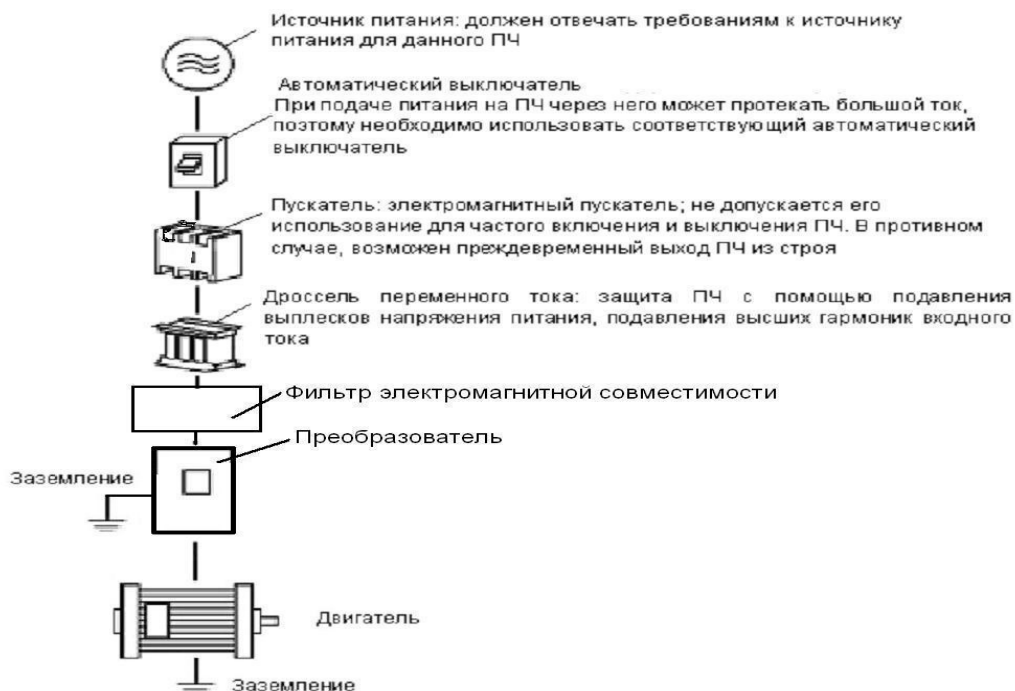 Источник питания: должен отвечать требованиям к источнику
питания для данного ПЧ
Автоматический выключатель
При подаче питания на ПЧ через него может протекать большой ток,
поэтому необходимо использовать соответствующий автоматический
выключатель
Пускатель: электромагнитный пускатель; не допускается его
использование для частого включения и выключения ПЧ. В противном
случае, возможен преждевременный выход ПЧ из строя
Дроссель переменного тока: защита ПЧ с помощью подавления
выплесков напряжения питания, подавления высших гармоник входного
тока
Фильтр электромагнитной совместимости
Преобразователь
Заземление
Двигатель
Заземление